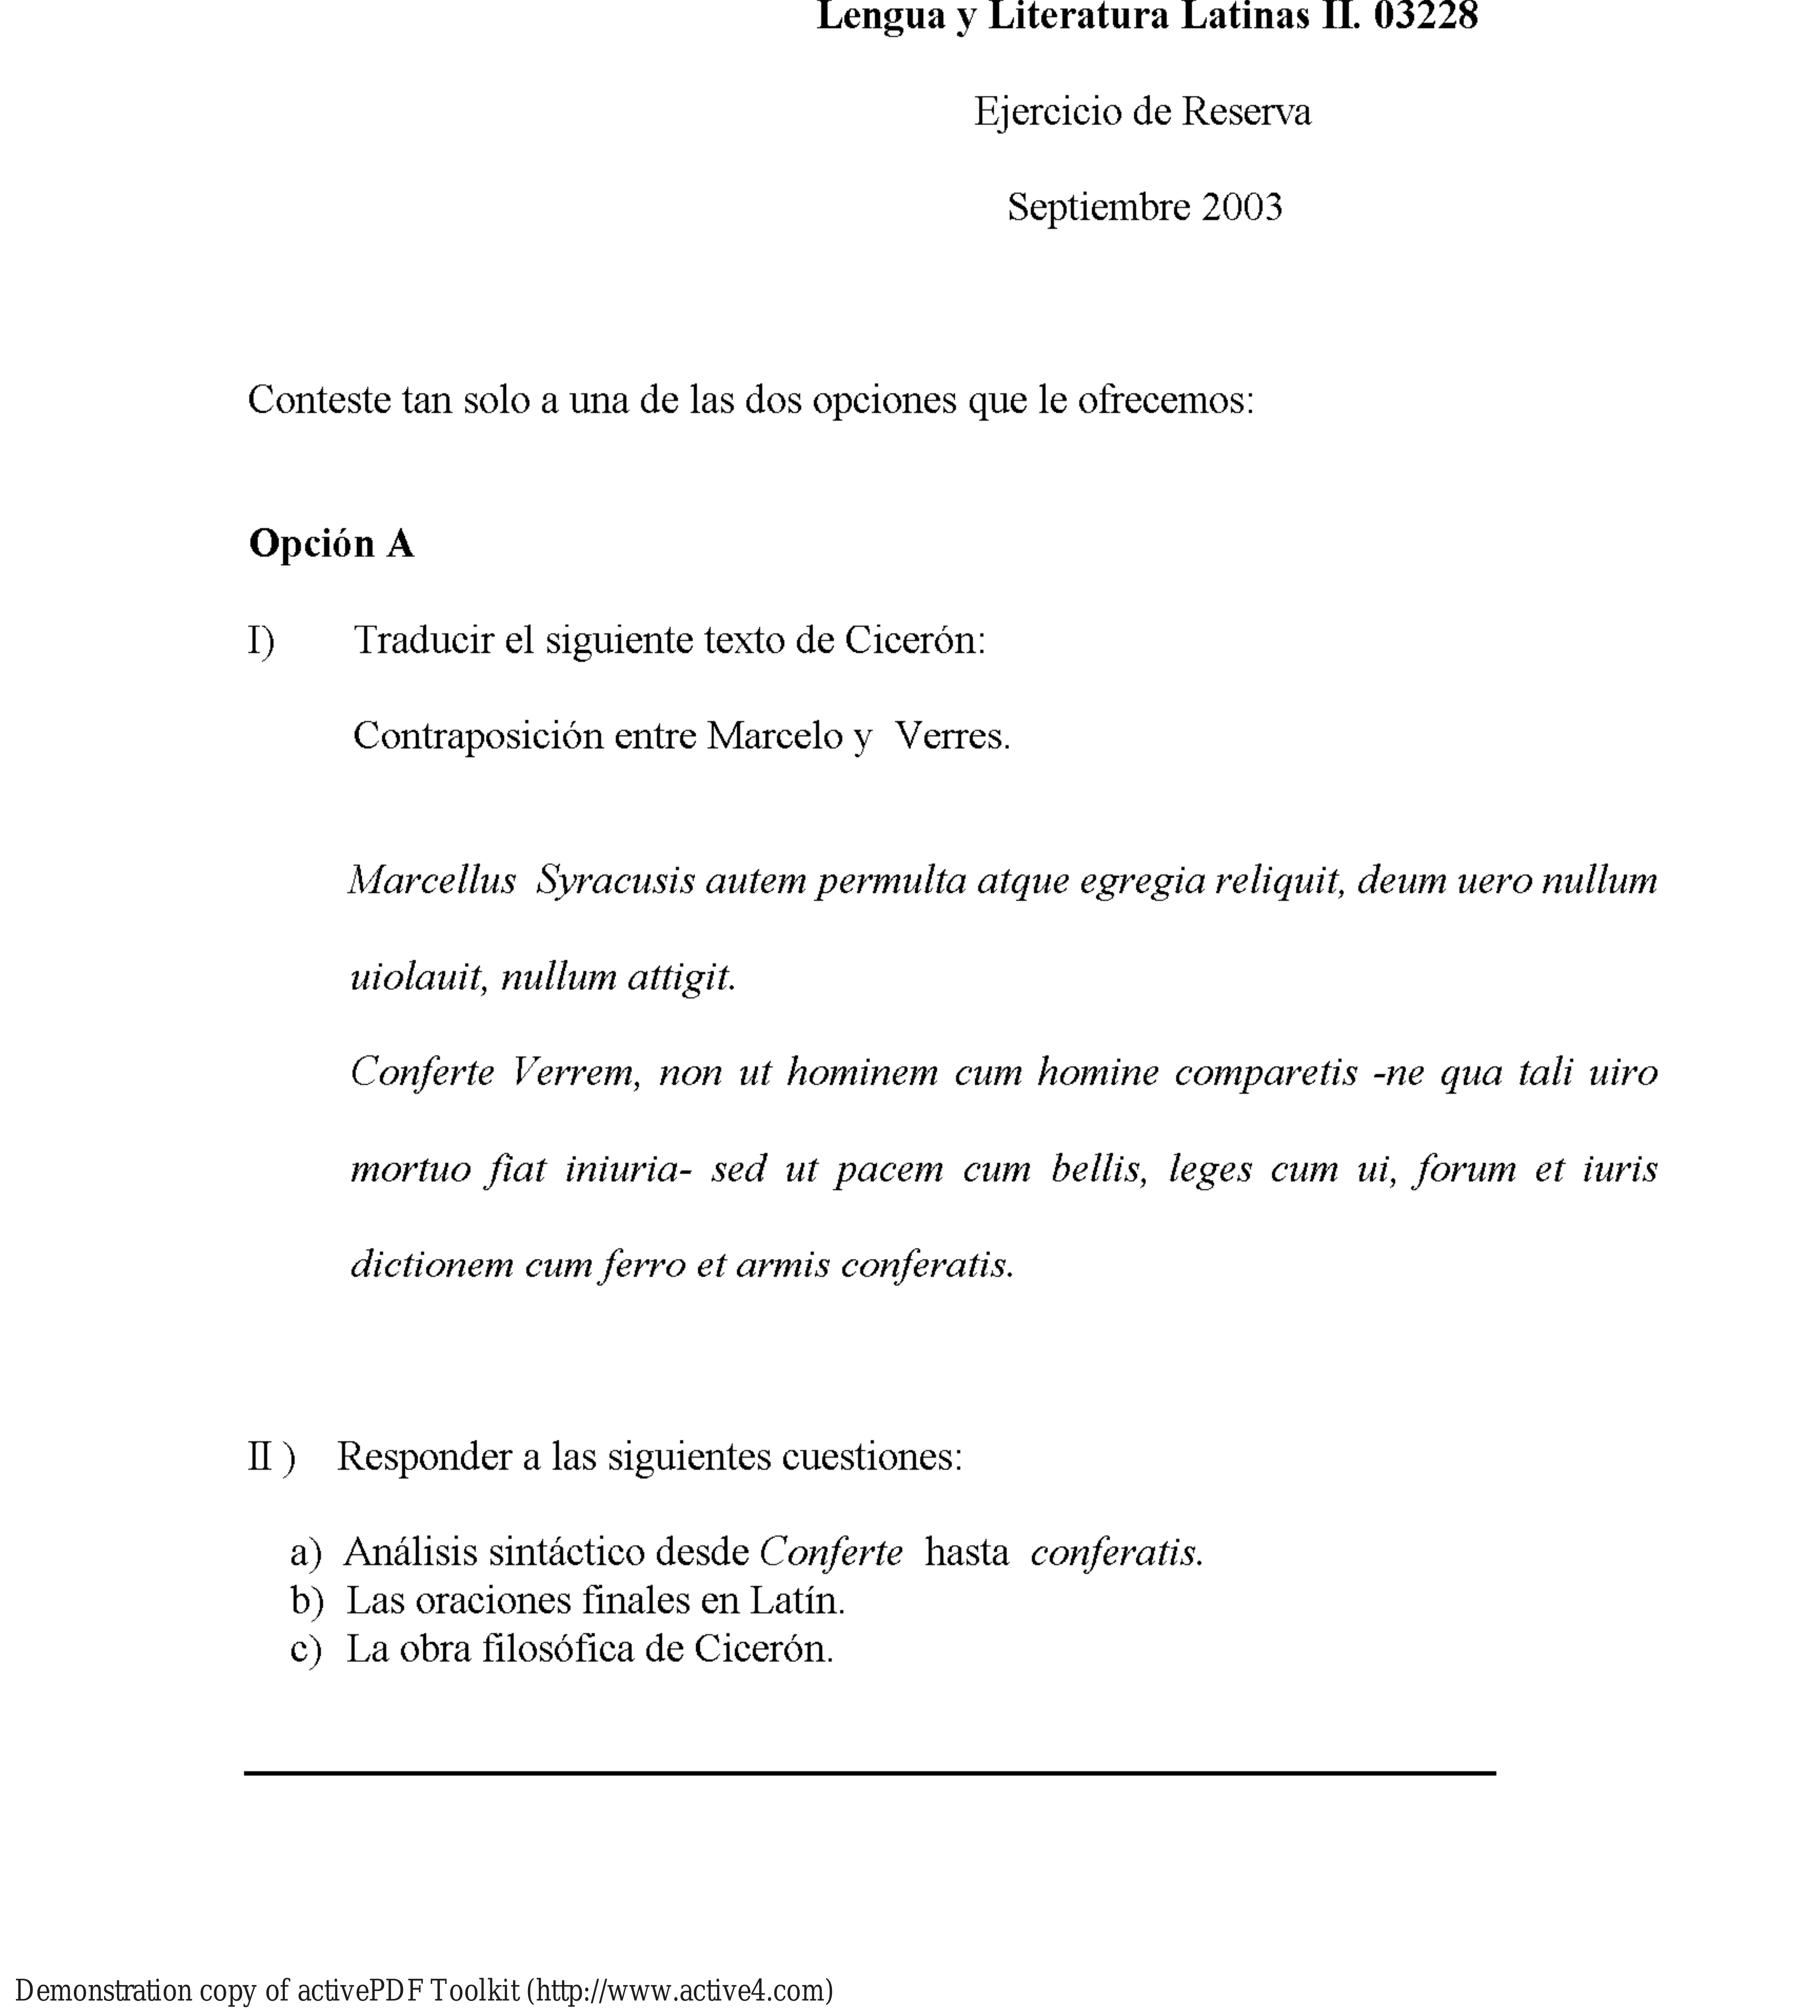 Lengua y Literatura Latinas II. 03228
Ejercicio de Reserva
Septiembre 2003
Conteste tan solo a una de las dos opciones que le ofrecemos:
Opción A
I) Traducir el siguiente texto de Cicerón:
Contraposición entre Marcelo y Verres.
Marcellus Syracusis autem permulta atque egregia reliquit, deum uero nullum
uiolauit, nullum attigit.
Conferte Verrem, non ut hominem cum homine comparetis -ne qua tali uiro
mortuo fiat iniuria- sed ut pacem cum bellis, leges cum ui, forum et iuris
dictionem cum ferro et armis conferatis.
II ) Responder a las siguientes cuestiones:
a) Análisis sintáctico desde Conferte hasta conferatis.
b) Las oraciones finales en Latín.
c) La obra filosófica de Cicerón.
Demonstration copy of activePDF Toolkit (http://www.active4.com)